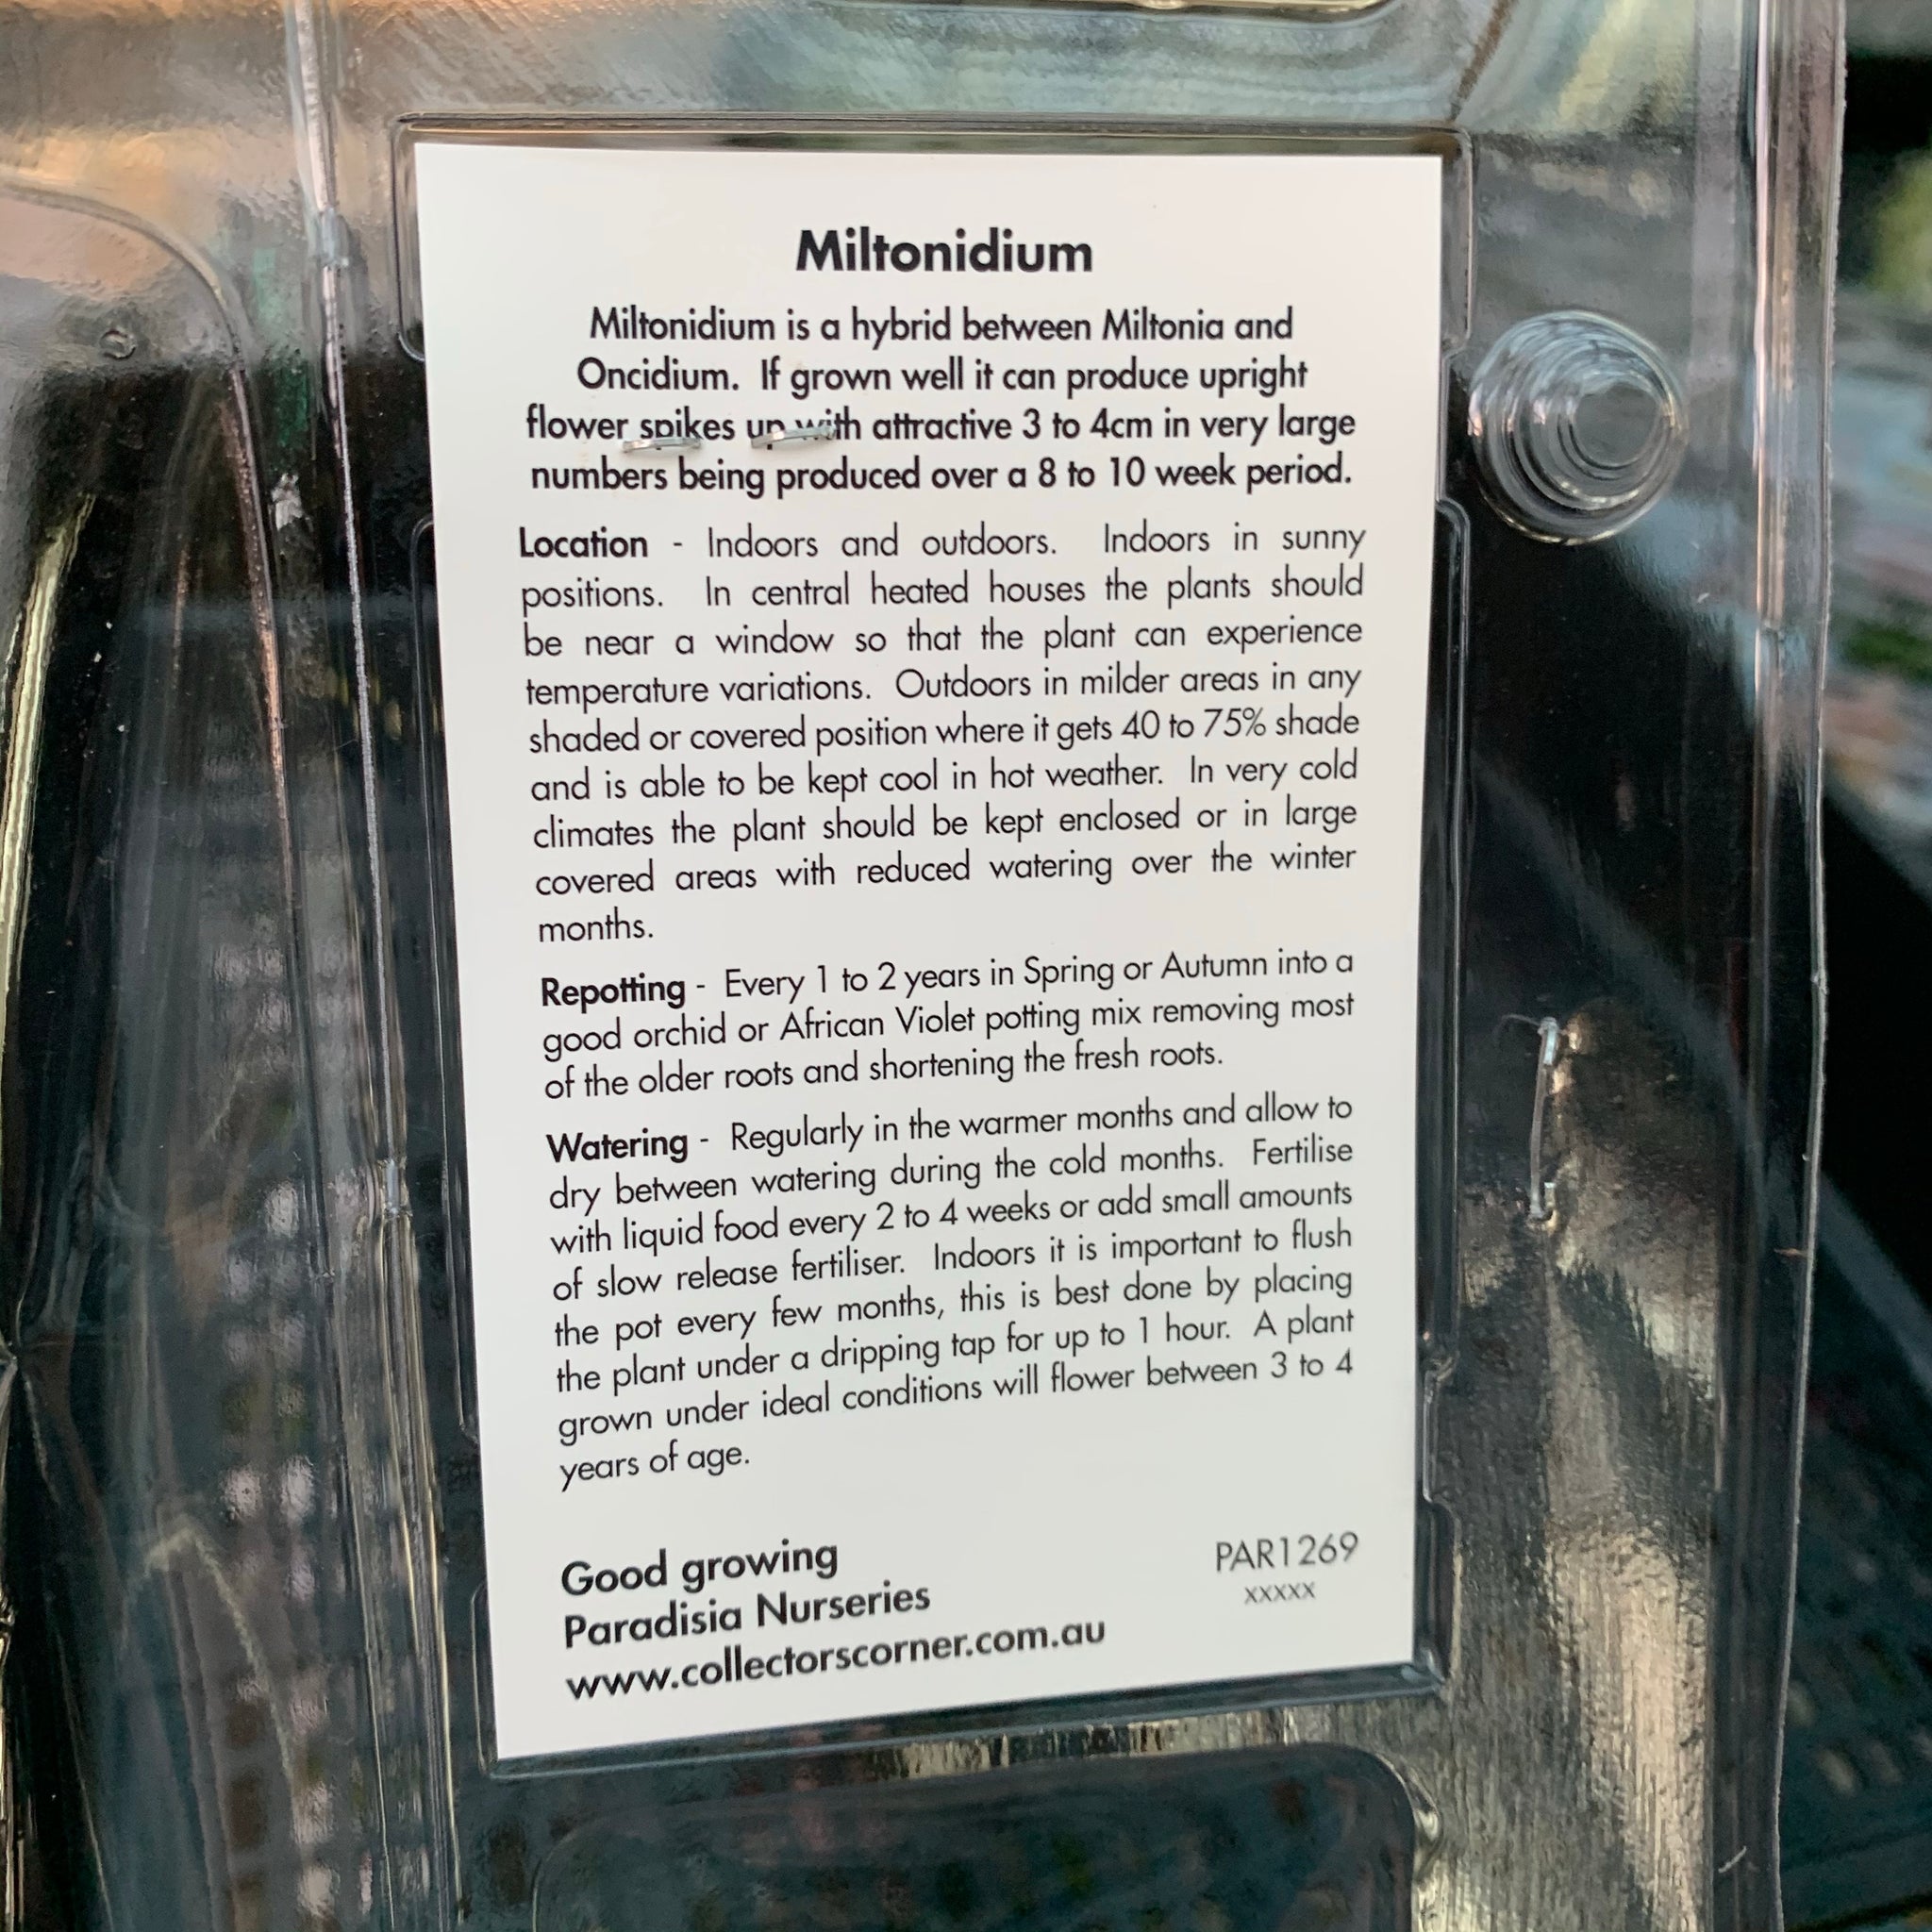 Miltonidium
Miltonidium is a hybrid between Miltonia and
Oncidium. If grown well it can produce upright
flower spikes up with attractive 3 to 4cm in very large
numbers being produced over a 8 to 10 week period.
Location - Indoors and outdoors. Indoors in sunny
positions. In central heated houses the plants should
be near a window so that the plant can experience
temperature variations. Outdoors in milder areas in any
shaded or covered position where it gets 40 to 75% shade
and is able to be kept cool in hot weather. In very cold
climates the plant should be kept enclosed or in large
covered areas with reduced watering over the winter
months.
Repotting - Every 1 to 2 years in Spring or Autumn into a
good orchid or African Violet potting mix removing most
of the older roots and shortening the fresh roots.
Watering - Regularly in the warmer months and allow to
dry between watering during the cold months. Fertilise
with liquid food every 2 to 4 weeks or add small amounts
of slow release fertiliser. Indoors it is important to flush
the pot every few months, this is best done by placing
the plant under a dripping tap for up to 1 hour. A plant
grown under ideal conditions will flower between 3 to 4
years of age.
Good growing
Paradisia Nurseries
www.collectorscorner.com.au
PAR1269
xxxxx